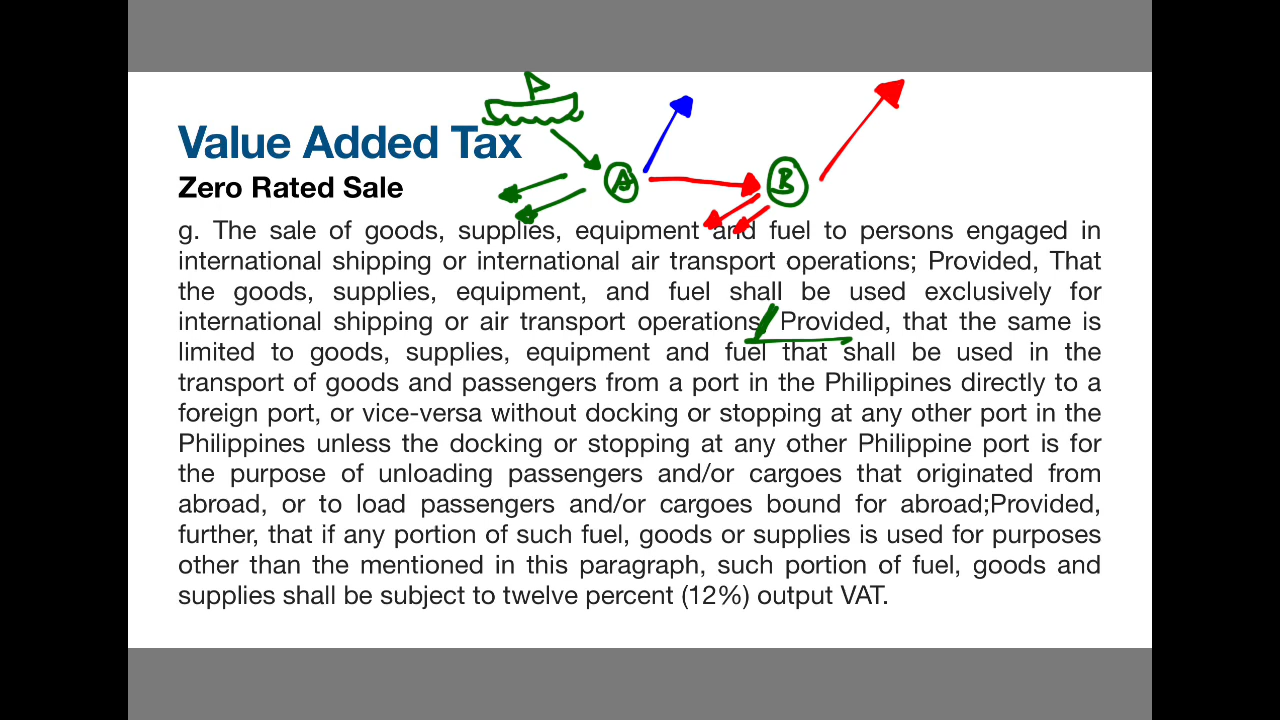 Value Added Tax
A
B
Zero Rated Sale
g. The sale of goods, supplies, equipment and fuel to persons engaged in
international shipping or international air transport operations; Provided, That
the goods, supplies, equipment, and fuel shall be used exclusively for
international shipping or air transport operations. Provided, that the same is
limited to goods, supplies, equipment and fuel that shall be used in the
transport of goods and passengers from a port in the Philippines directly to a
foreign port, or vice-versa without docking or stopping at any other port in the
Philippines unless the docking or stopping at any other Philippine port is for
the purpose of unloading passengers and/or cargoes that originated from
abroad, or to load passengers and/or cargoes bound for abroad;Provided,
further, that if any portion of such fuel, goods or supplies is used for purposes
other than the mentioned in this paragraph, such portion of fuel, goods and
supplies shall be subject to twelve percent (12%) output VAT.